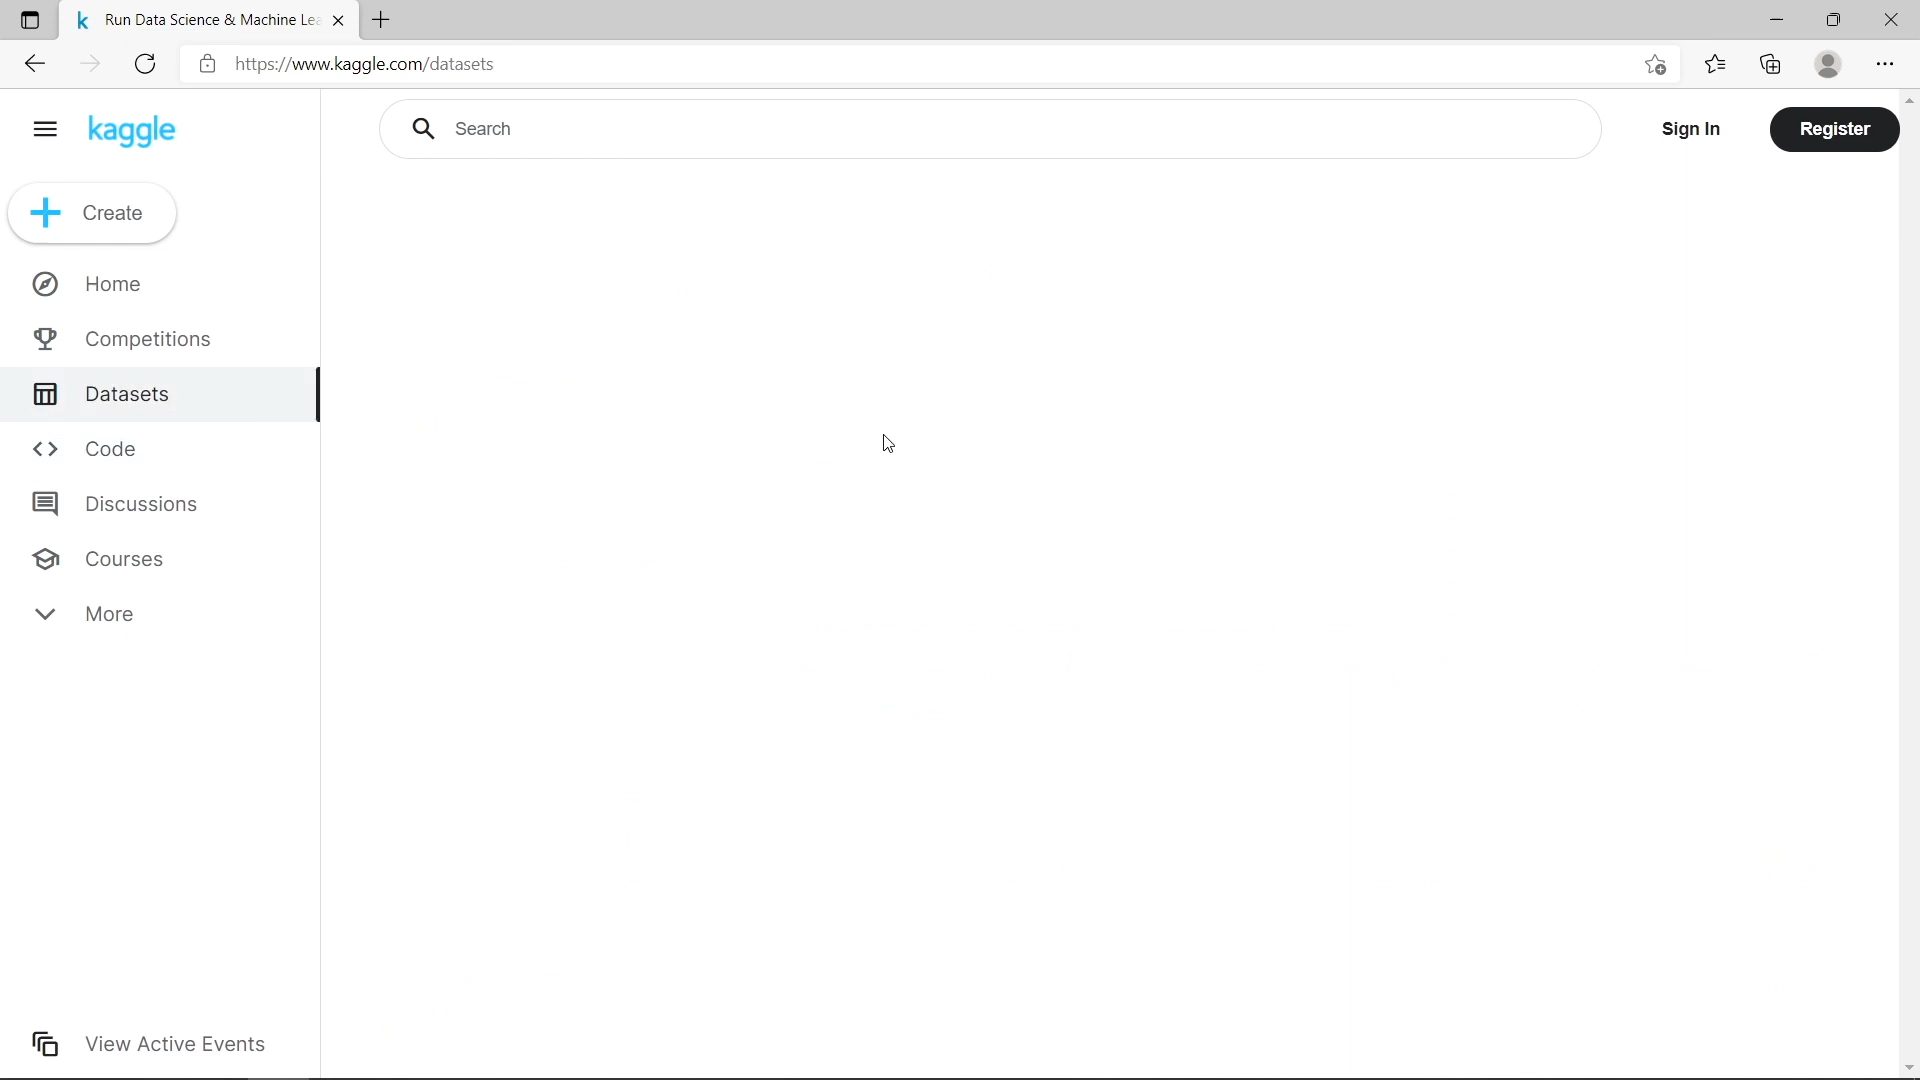 Run Data Science & Machine Lea
https://www.kaggle.com/datasets
kaggle
Search
Sign In
Register
Create
Home
Competitions
Datasets
Code
Discussions
Courses
More
View Active Events